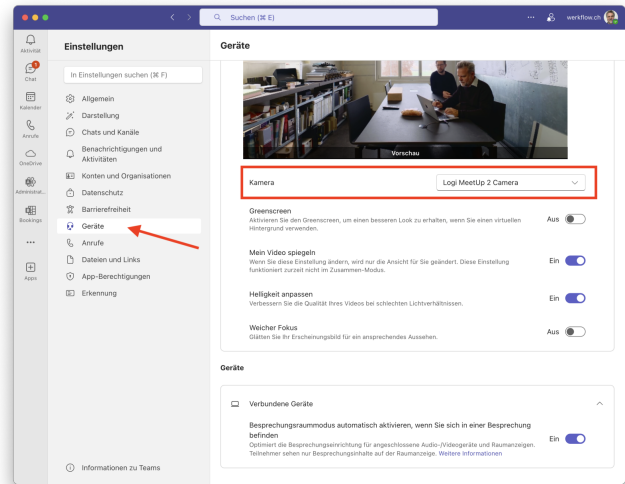 Suchen (⌘ E)
werkflow.ch
Aktivität
Chat
Kalender
Anrufe
OneDrive
Administrat...
Bookings
Apps
Einstellungen
In Einstellungen suchen (⌘ F)
Allgemein
Darstellung
Chats und Kanäle
Benachrichtigungen und
Aktivitäten
Konten und Organisationen
Datenschutz
Barrierefreiheit
Geräte
Anrufe
Dateien und Links
App-Berechtigungen
Erkennung
Informationen zu Teams
Geräte
Vorschau
Kamera
Logi MeetUp 2 Camera
Greenscreen
Aktivieren Sie den Greenscreen, um einen besseren Look zu erhalten, wenn Sie einen virtuellen
Hintergrund verwenden.
Aus
Mein Video spiegeln
Wenn Sie diese Einstellung ändern, wird nur die Ansicht für Sie geändert. Diese Einstellung
funktioniert zurzeit nicht im Zusammen-Modus.
Ein
Helligkeit anpassen
Verbessern Sie die Qualität Ihres Videos bei schlechten Lichtverhältnissen.
Ein
Weicher Fokus
Glätten Sie Ihr Erscheinungsbild für ein ansprechendes Aussehen.
Aus
Geräte
Verbundene Geräte
Besprechungsraummodus automatisch aktivieren, wenn Sie sich in einer Besprechung
befinden
Optimiert die Besprechungseinrichtung für angeschlossene Audio-/Videogeräte und Raumanzeigen.
Teilnehmer sehen nur Besprechungsinhalte auf der Raumanzeige. Weitere Informationen
Ein